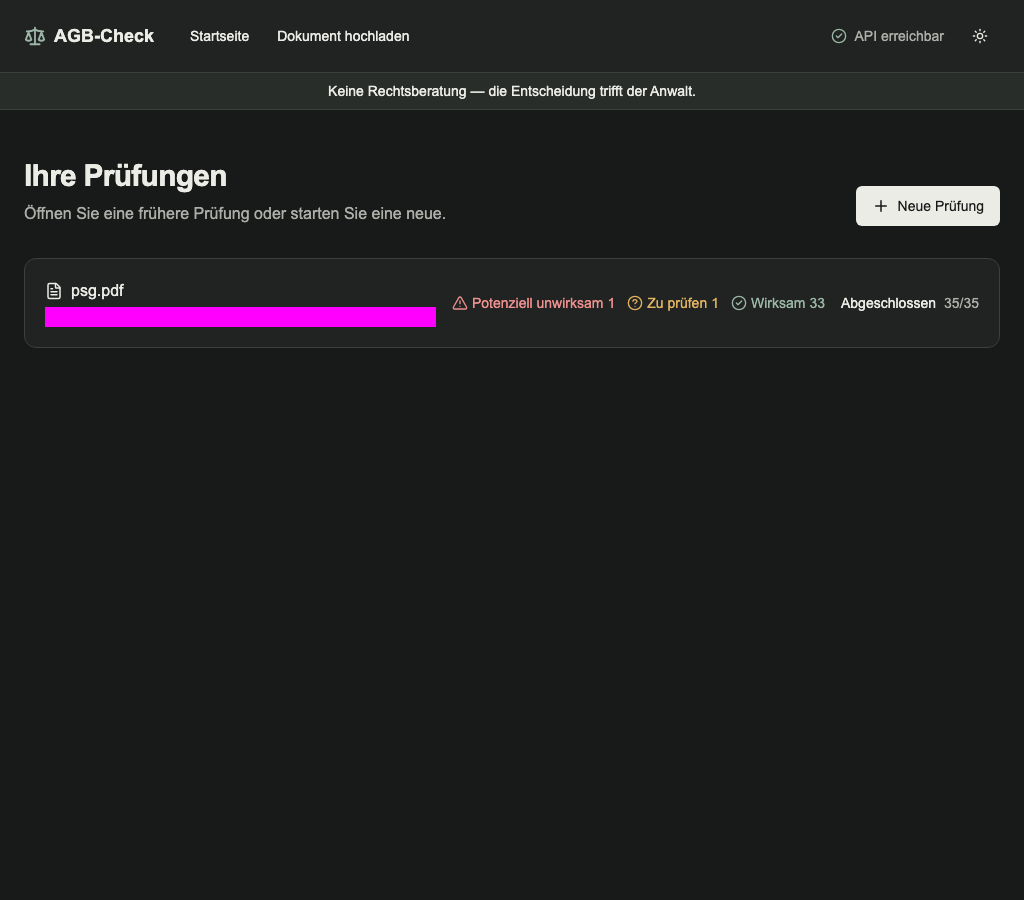 AGB-Check
Startseite
Dokument hochladen
API erreichbar
Keine Rechtsberatung — die Entscheidung trifft der Anwalt.
Ihre Prüfungen
Öffnen Sie eine frühere Prüfung oder starten Sie eine neue.
Neue Prüfung
psg.pdf
Potenziell unwirksam 1
Zu prüfen 1
Wirksam 33
Abgeschlossen 35/35